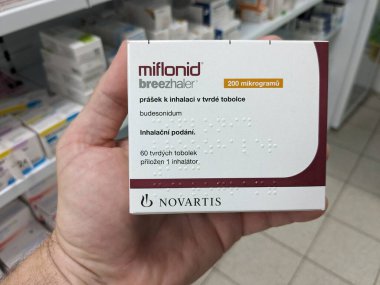 miflonid®
breezhaler®
200 mikrogramů
prášek k inhalaci v tvrdé tobolce
budesonidum
Inhalační podání.
60 tvrdých tobolek
přiložen 1 inhalátor.
NOVARTIS